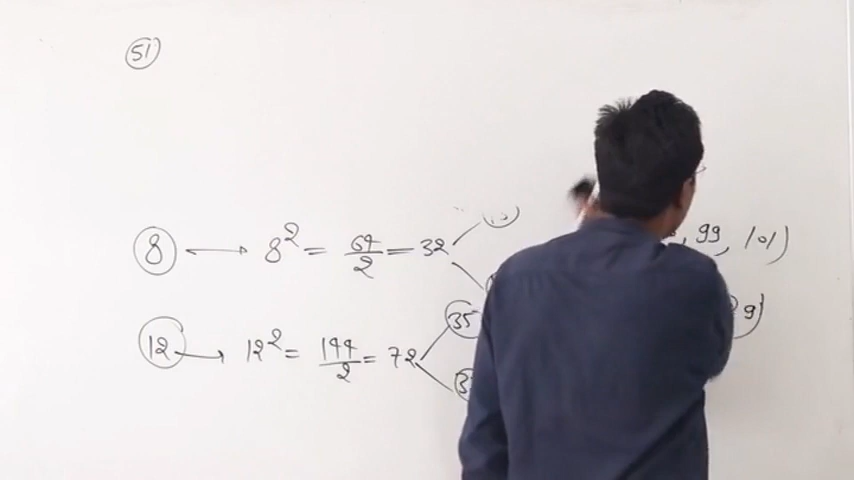 51
8 ⟷ 8² = 64/2 = 32
, 99, 101)
12 → 12² = 144/2 = 72 35
9)